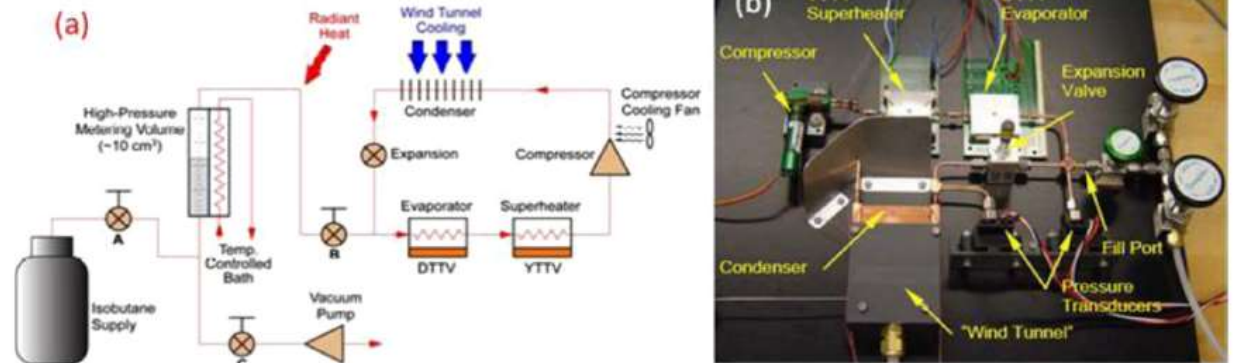 (a)
Radiant
Heat
Wind Tunnel
Cooling
High-Pressure
Metering Volume
(~10 cm³)
Condenser
Compressor
Cooling Fan
Expansion
Compressor
A
Evaporator
Superheater
B
DTTV
YTTV
Temp.
Controlled
Bath
Isobutane
Supply
Vacuum
Pump
(b)
Superheater
Evaporator
Compressor
Expansion
Valve
Fill Port
Condenser
Pressure
Transducers
"Wind Tunnel"